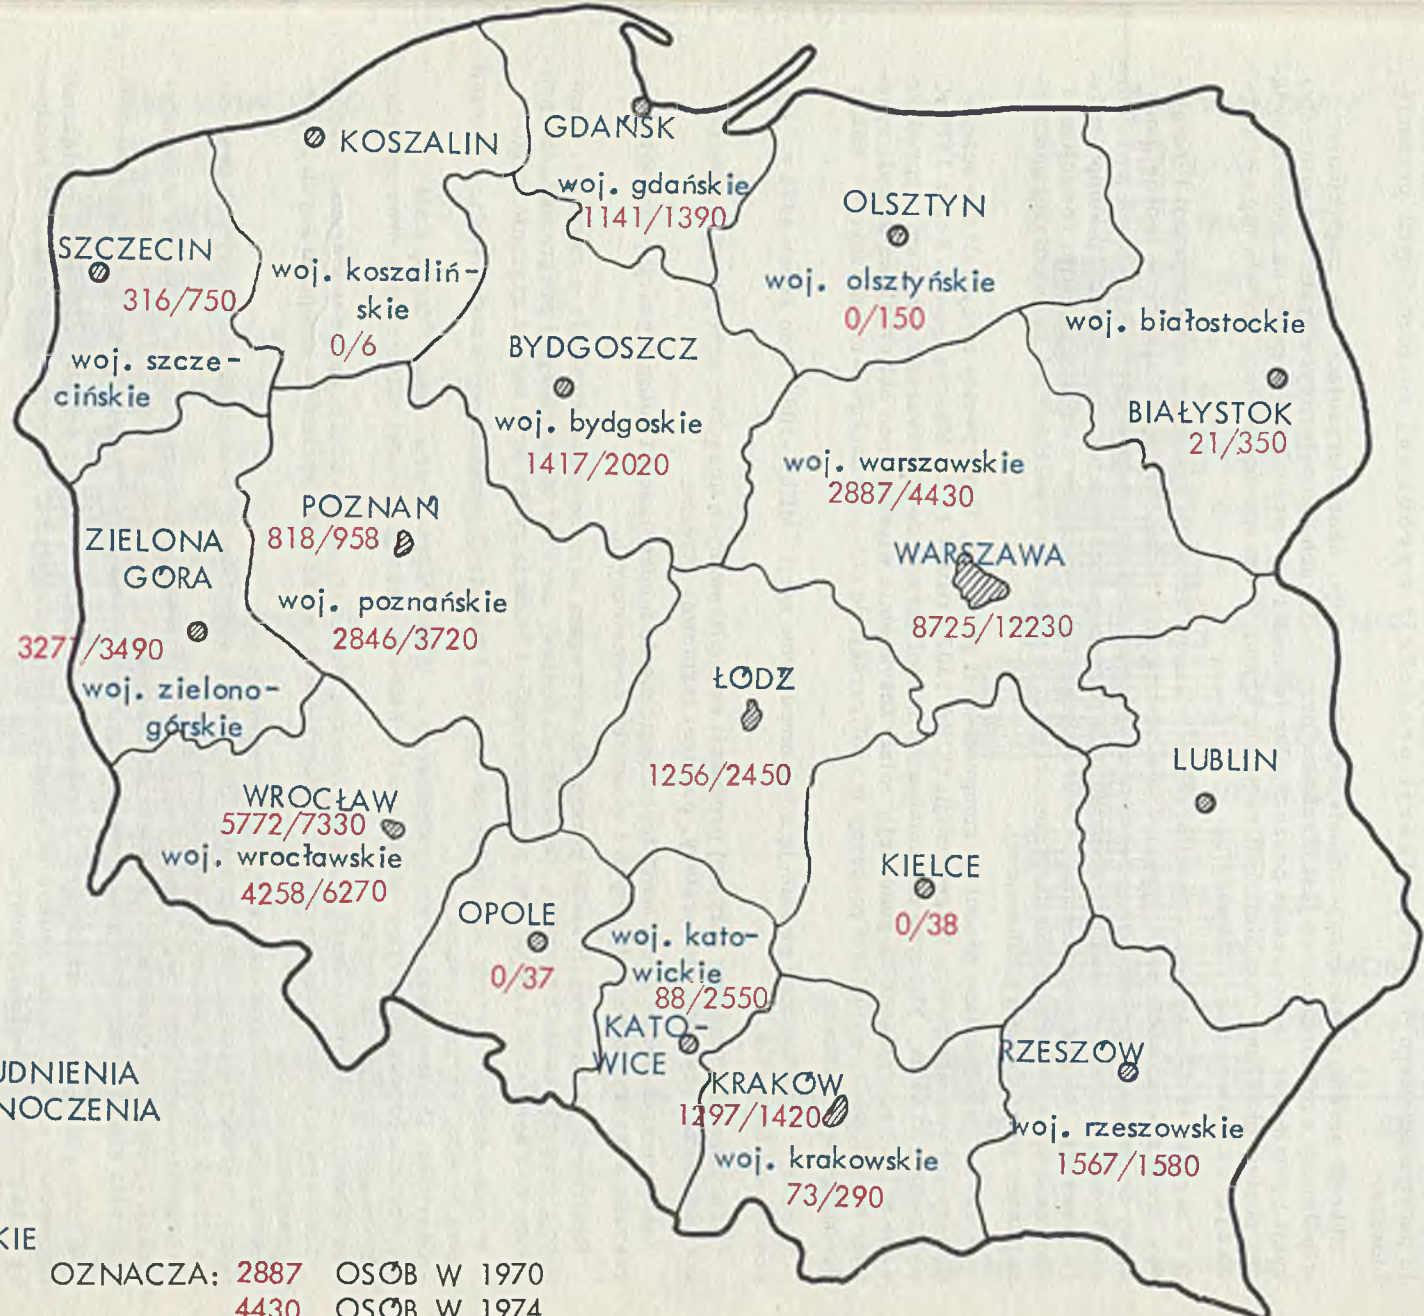 GDAŃSK
KOSZALIN
woj. gdańskie
1141/1390
OLSZTYN
SZCZECIN
316/750
woj. koszaliń-
skie
0/6
woj. olsztyńskie
0/150
woj. białostockie
woj. szcze-
cińskie
BYDGOSZCZ
woj. bydgoskie
1417/2020
BIAŁYSTOK
21/350
woj. warszawskie
2887/4430
POZNAŃ
818/958
ZIELONA
GÓRA
WARSZAWA
8725/12230
woj. poznańskie
2846/3720
3271/3490
woj. zielono-
górskie
ŁÓDŹ
1256/2450
LUBLIN
WROCŁAW
5772/7330
woj. wrocławskie
4258/6270
KIELCE
0/38
OPOLE
0/37
woj. kato-
wickie
88/2550
KATO-
WICE
RZESZÓW
KRAKÓW
1297/1420
woj. rzeszowskie
1567/1580
woj. krakowskie
73/290
UDNIENIA
NOCZENIA
KIE
OZNACZA: 2887 OSÓB W 1970
4430 OSÓB W 1974